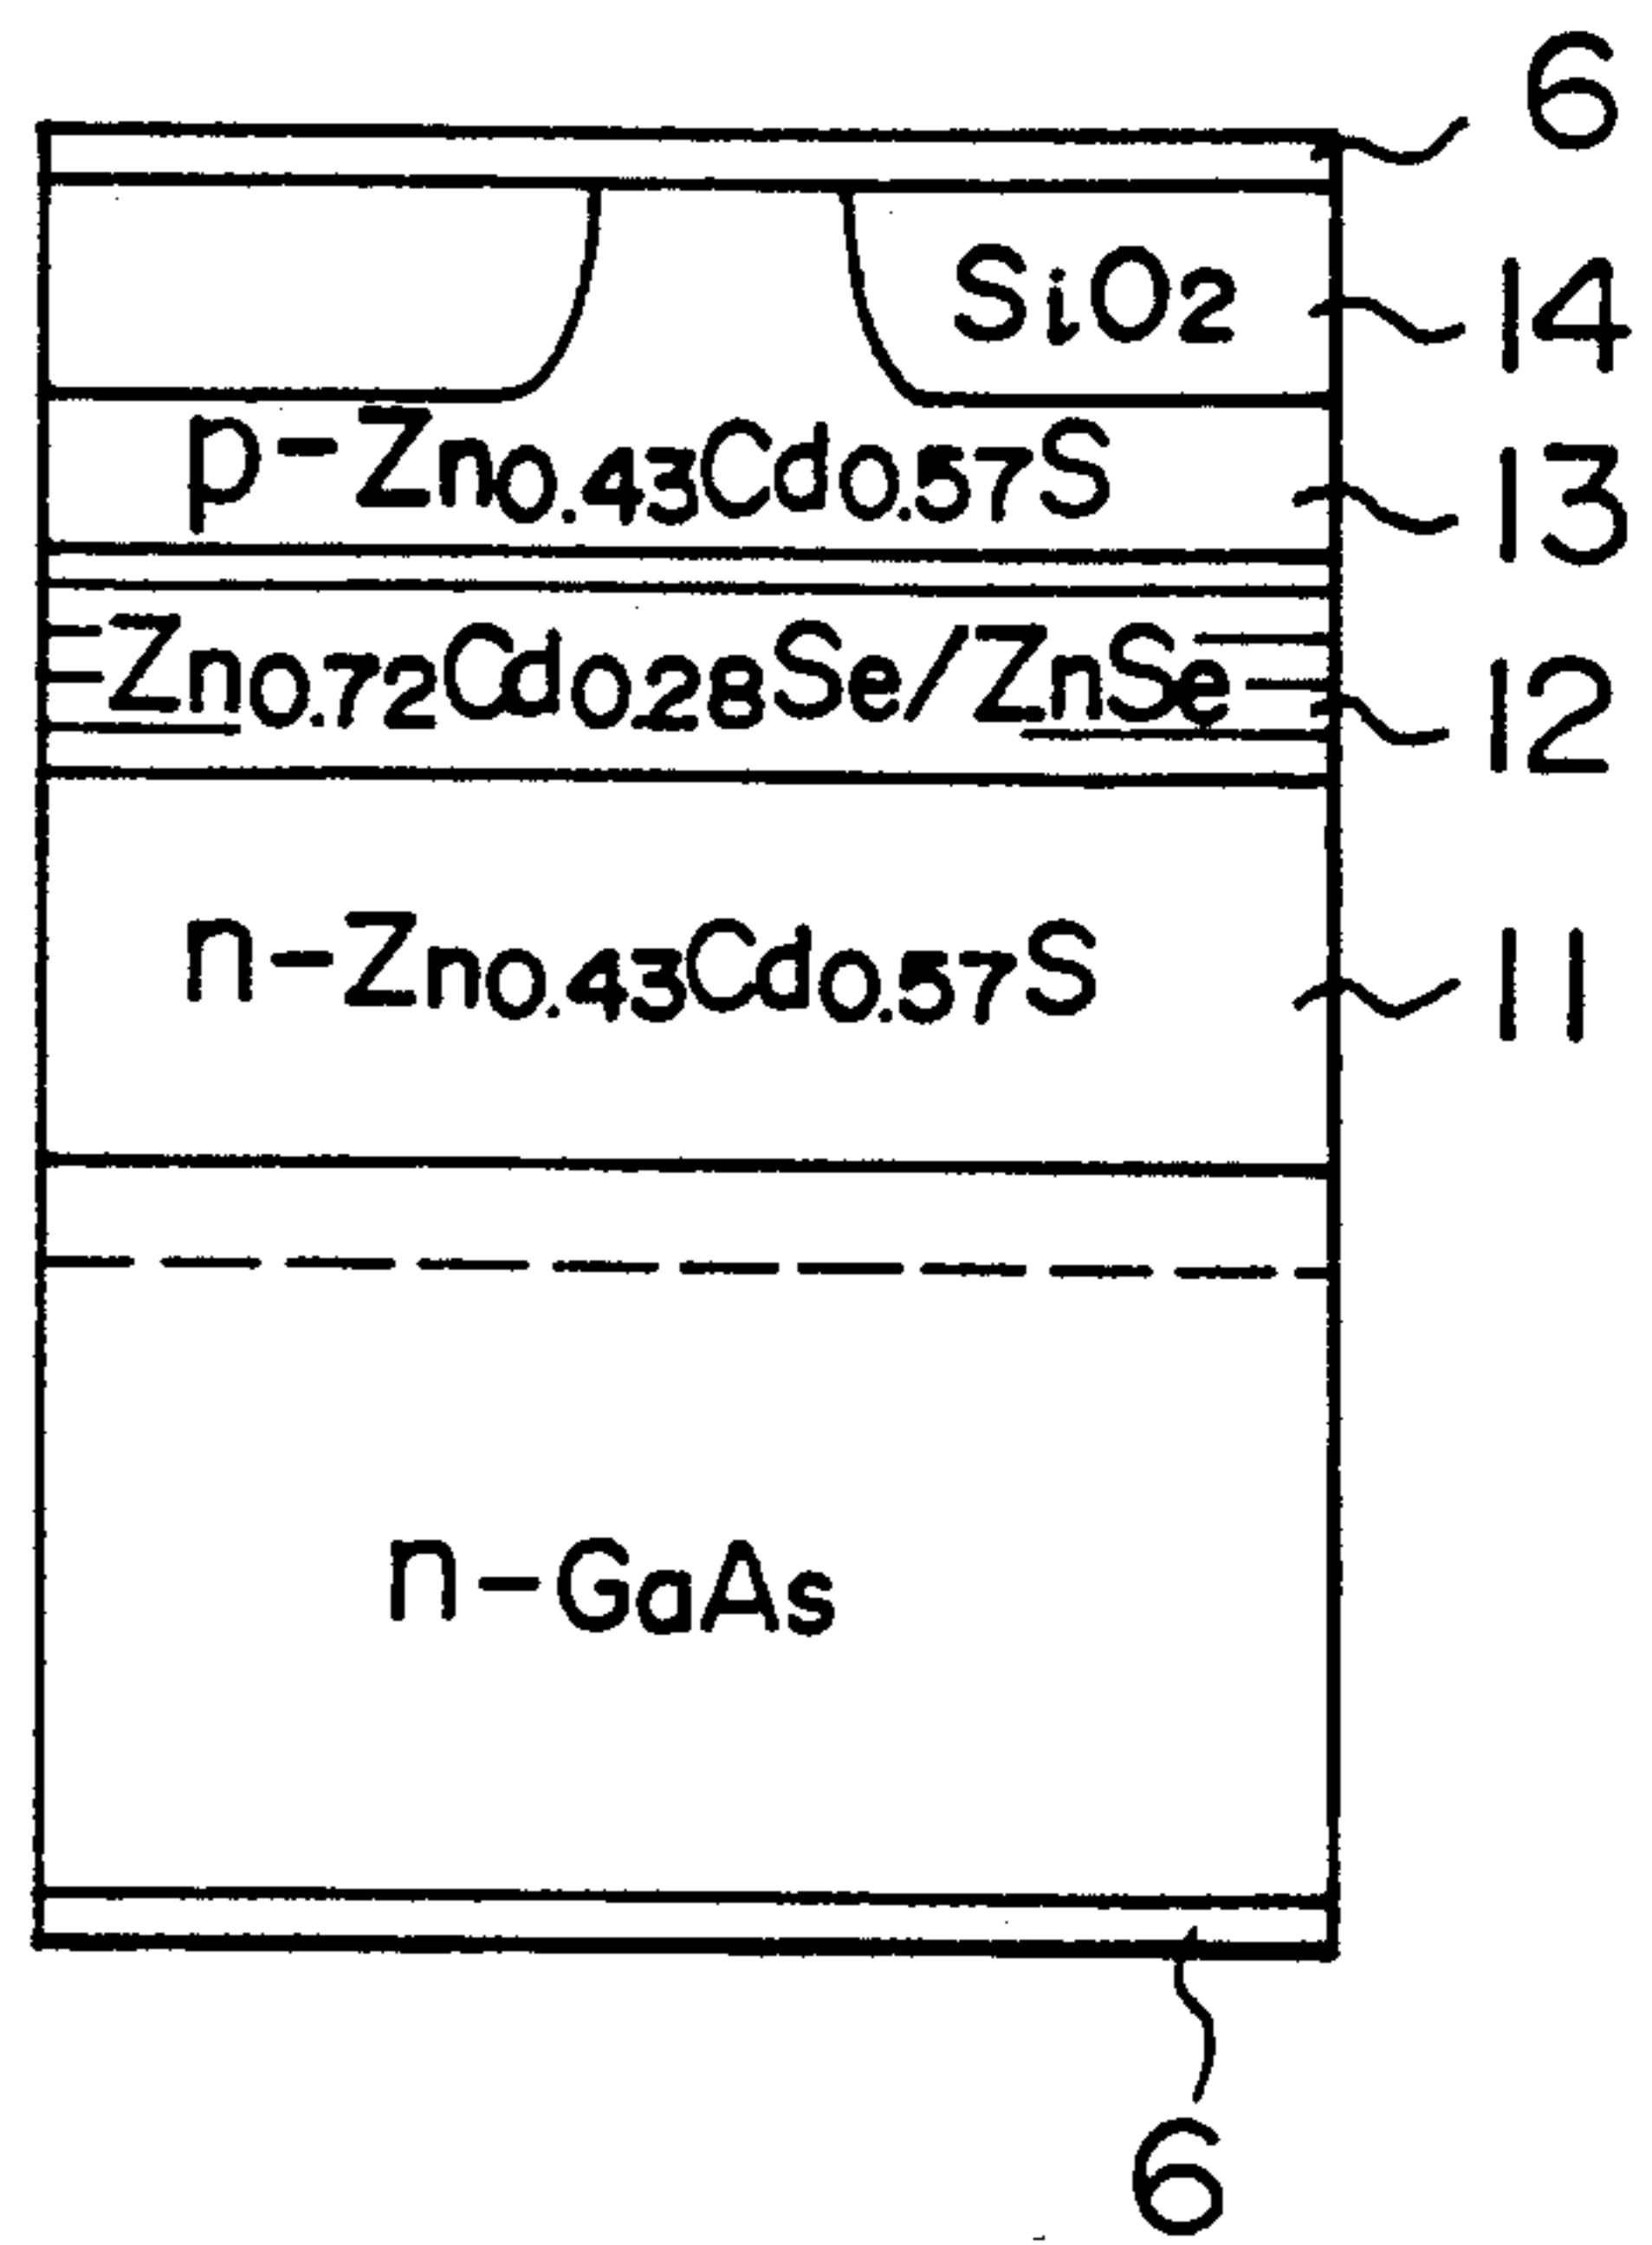 6
SiO2 14
p-Zn0.43Cd0.57S 13
Zn0.72Cd0.28Se/ZnSe 12
n-Zn0.43Cd0.57S 11
n-GaAs
6